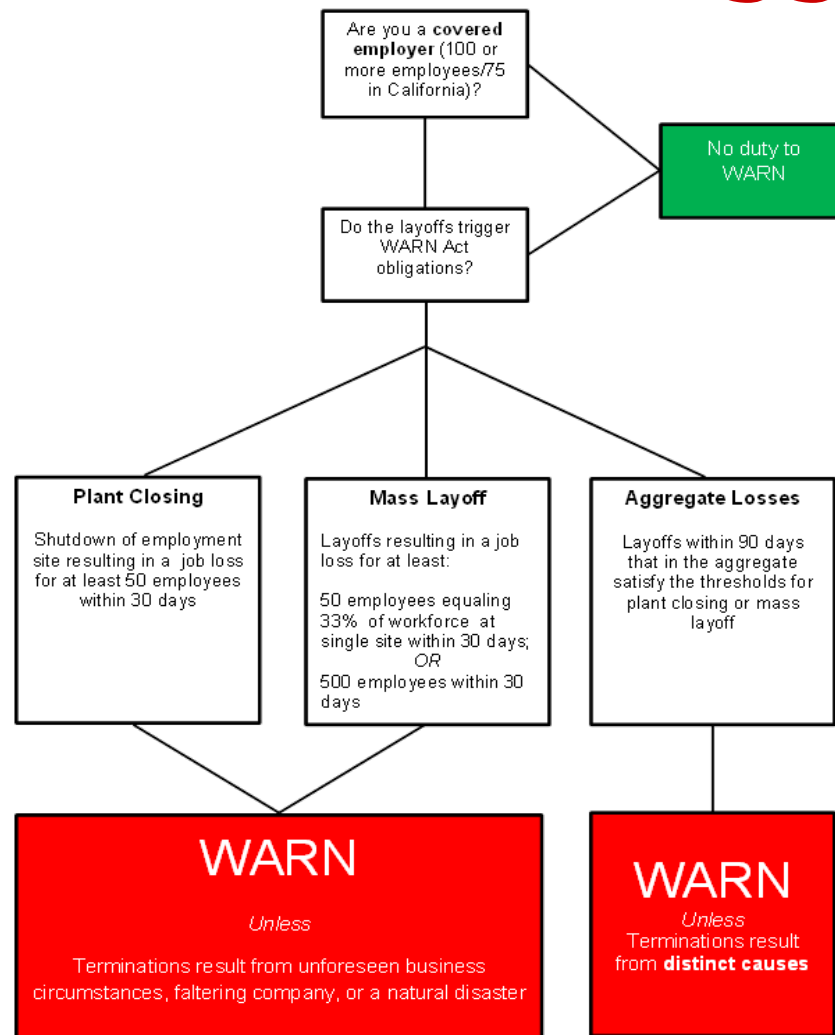 Are you a covered
employer (100 or
more employees/75
in California)?
No duty to
WARN
Do the layoffs trigger
WARN Act
obligations?
Plant Closing
Shutdown of employment
site resulting in a job loss
for at least 50 employees
within 30 days
Mass Layoff
Layoffs resulting in a job
loss for at least:
50 employees equaling
33% of workforce at
single site within 30 days;
OR
500 employees within 30
days
Aggregate Losses
Layoffs within 90 days
that in the aggregate
satisfy the thresholds for
plant closing or mass
layoff
WARN
Unless
Terminations result from unforeseen business
circumstances, faltering company, or a natural disaster
WARN
Unless
Terminations result
from distinct causes